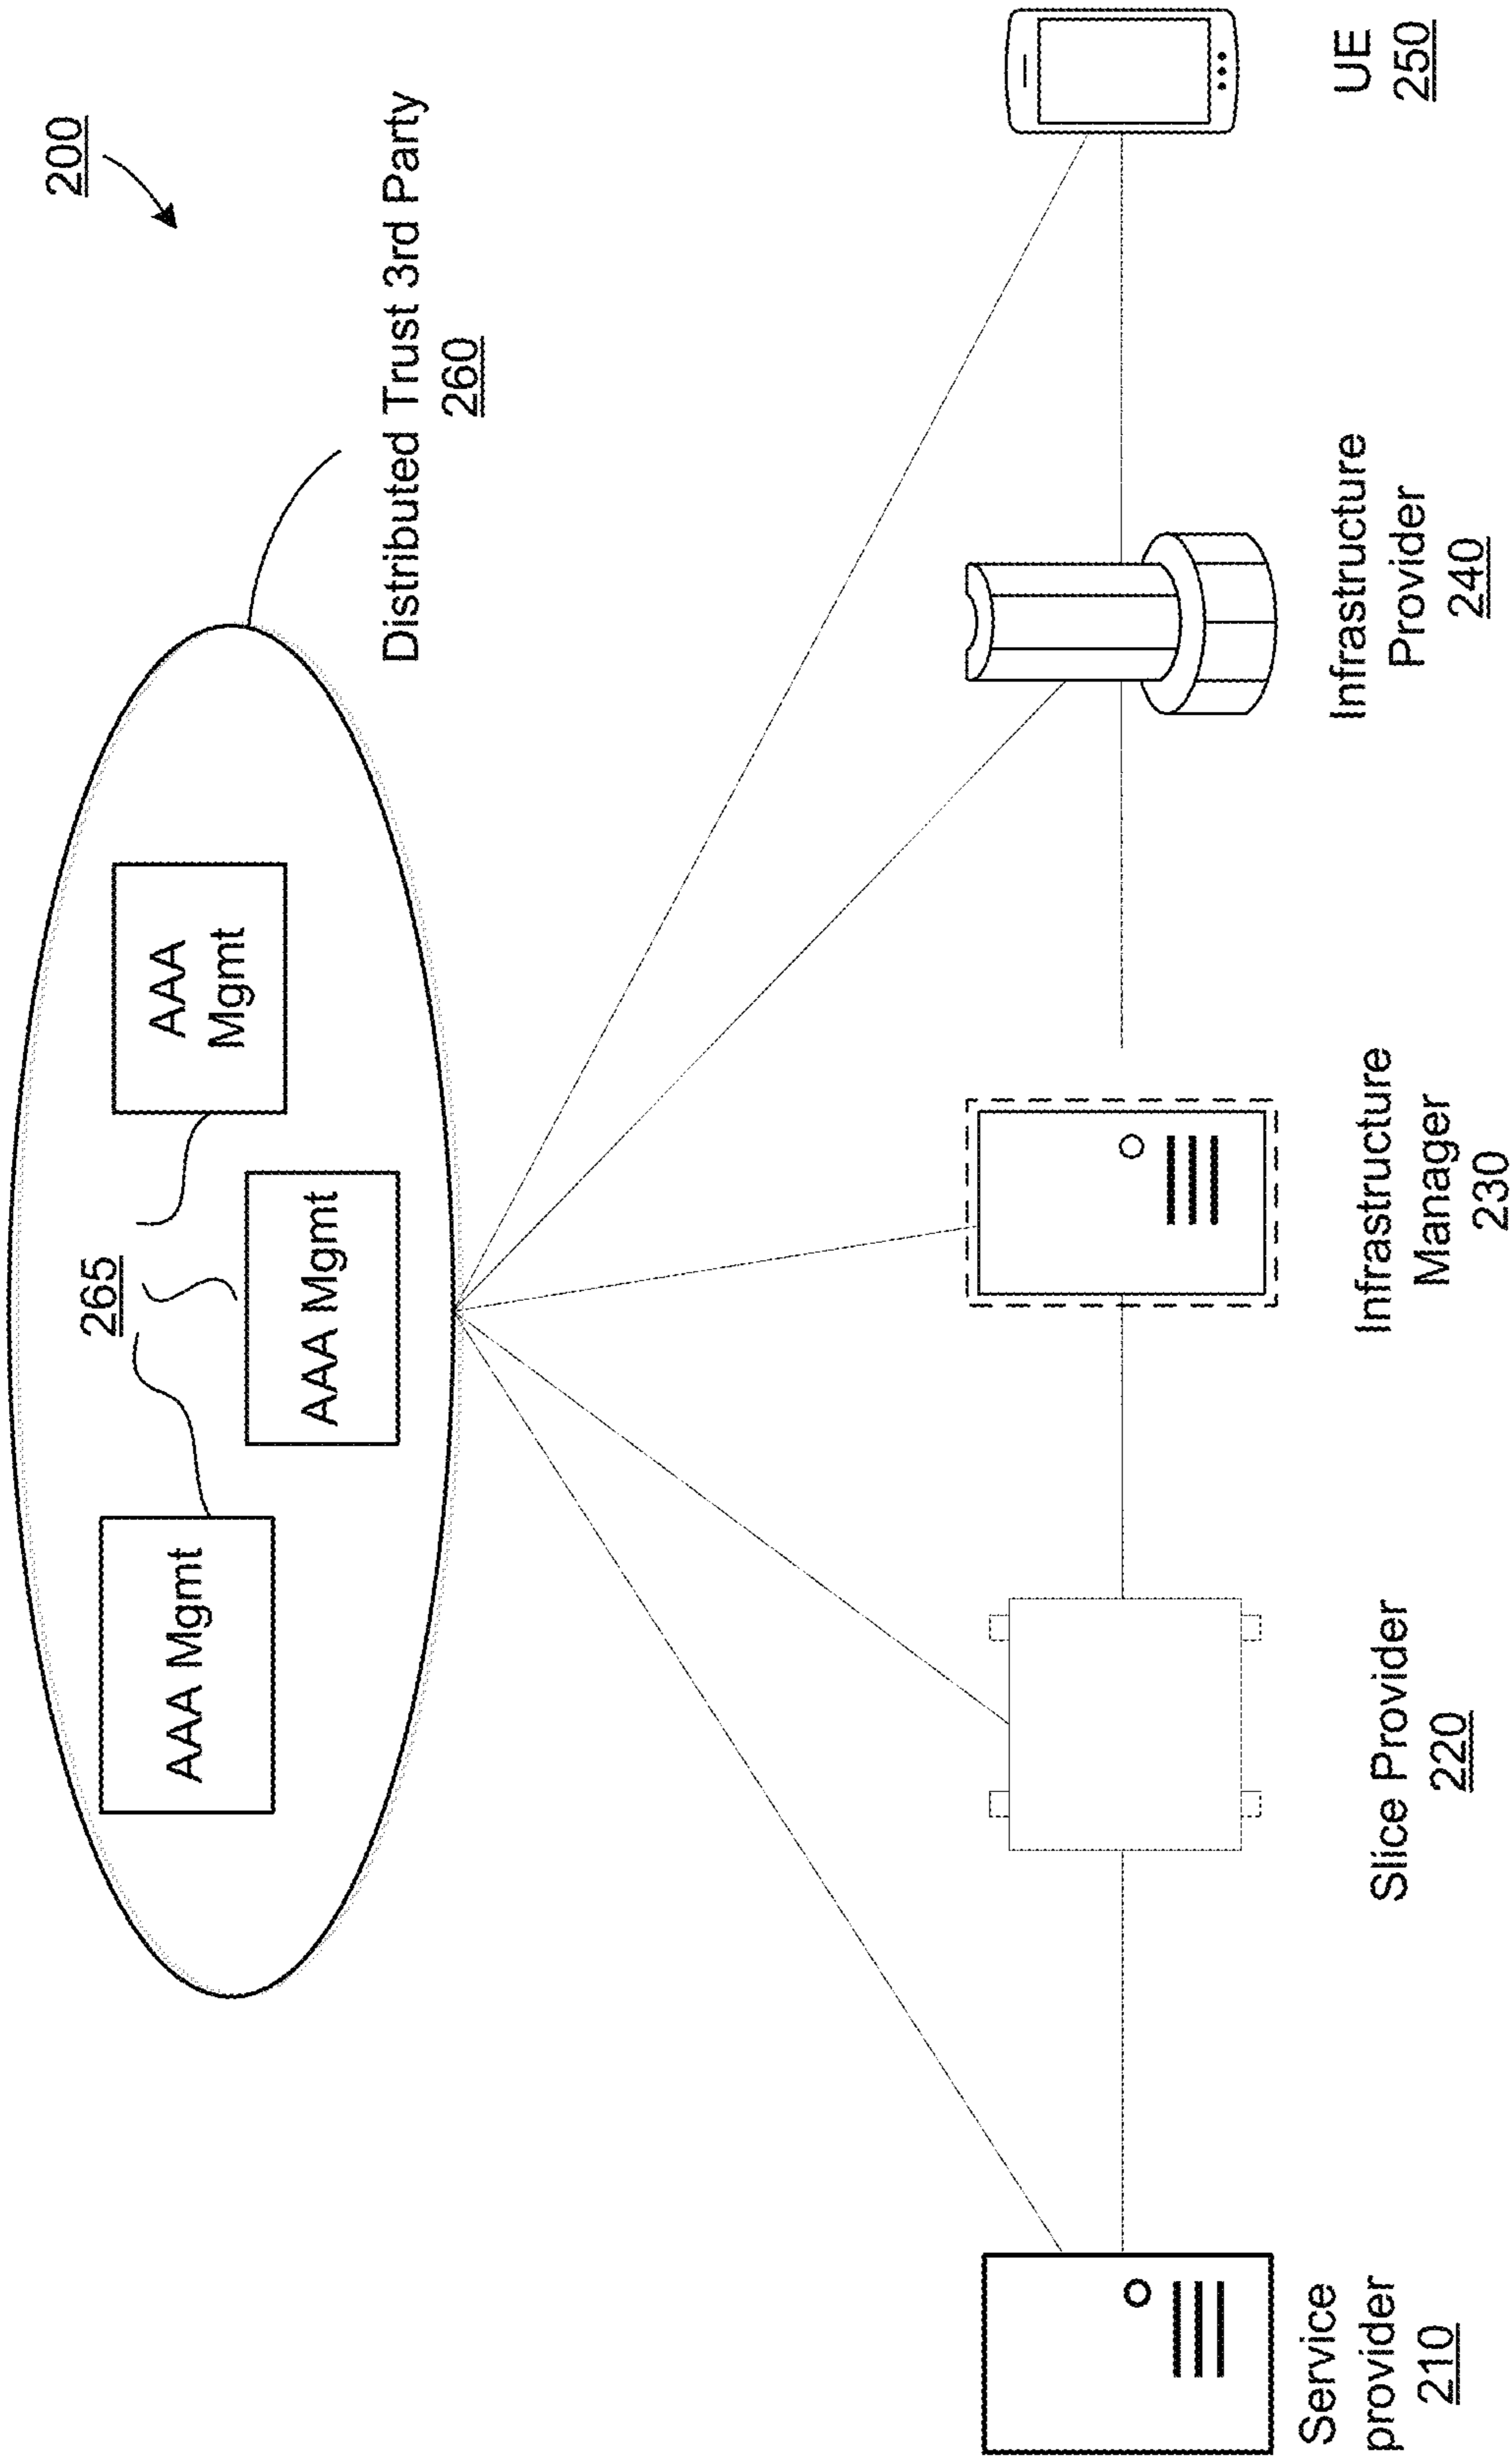 200
Distributed Trust 3rd Party
260
265
AAA Mgmt
AAA Mgmt
AAA
Mgmt
Service
provider
210
Slice Provider
220
Infrastructure
Manager
230
Infrastructure
Provider
240
UE
250